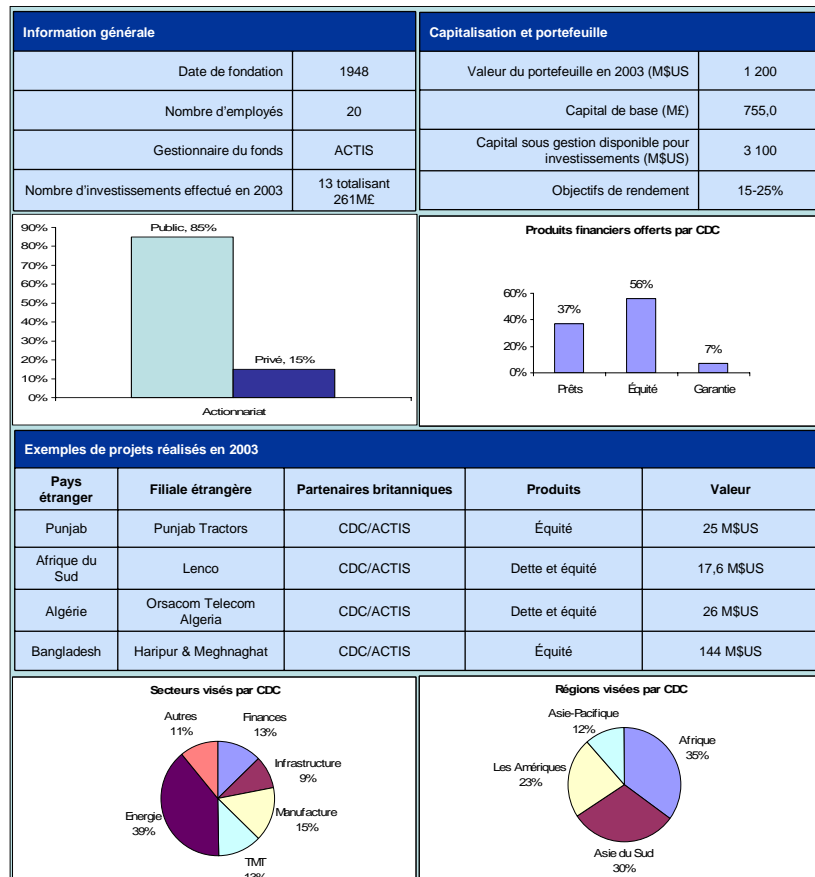 Information générale
Date de fondation 1948
Nombre d'employés 20
Gestionnaire du fonds ACTIS
Nombre d'investissements effectué en 2003 13 totalisant
261M£
Capitalisation et portefeuille
Valeur du portefeuille en 2003 (M$US 1 200
Capital de base (M£) 755,0
Capital sous gestion disponible pour
investissements (M$US) 3 100
Objectifs de rendement 15-25%
90%
80%
70%
60%
50%
40%
30%
20%
10%
0%
Public, 85%
Privé, 15%
Actionnariat
Produits financiers offerts par CDC
60%
40%
20%
0%
37%
56%
7%
Prêts Équité Garantie
Exemples de projets réalisés en 2003
Pays
étranger Filiale étrangère Partenaires britanniques Produits Valeur
Punjab Punjab Tractors CDC/ACTIS Équité 25 M$US
Afrique du
Sud Lenco CDC/ACTIS Dette et équité 17,6 M$US
Algérie Orsacom Telecom
Algeria CDC/ACTIS Dette et équité 26 M$US
Bangladesh Haripur & Meghnaghat CDC/ACTIS Équité 144 M$US
Secteurs visés par CDC
Autres
11%
Finances
13%
Infrastructure
9%
Manufacture
15%
TMT
13%
Energie
39%
Régions visées par CDC
Asie-Pacifique
12%
Afrique
35%
Les Amériques
23%
Asie du Sud
30%